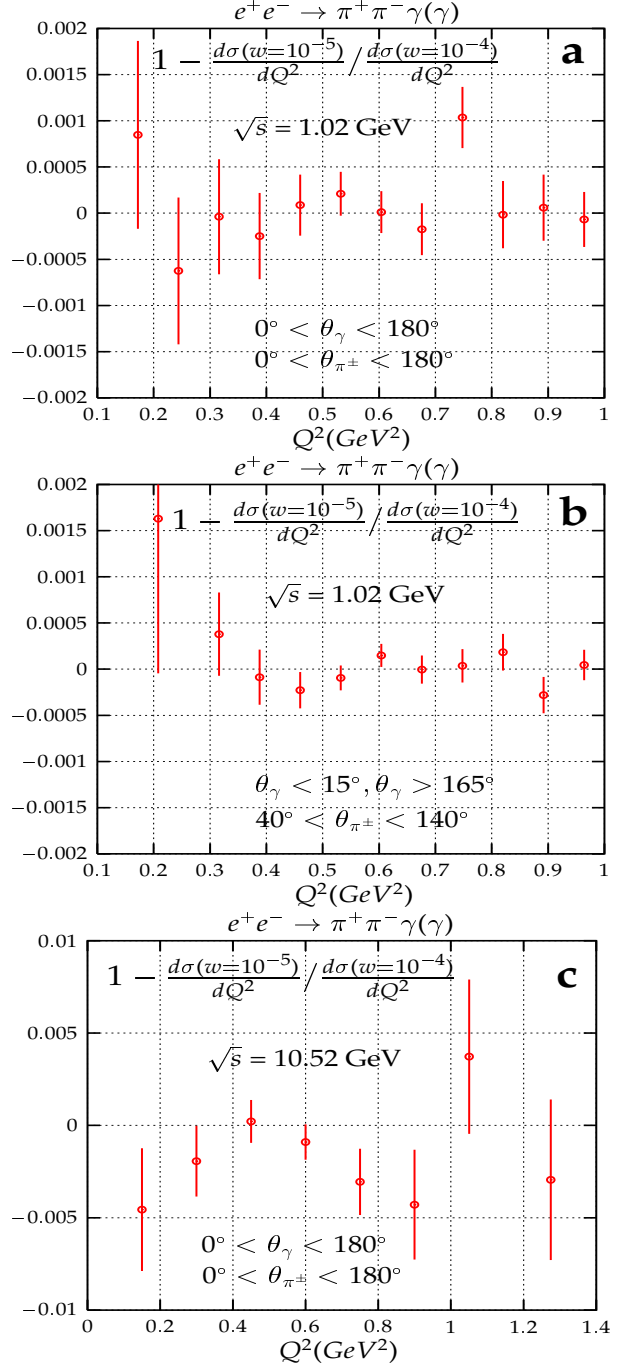 e⁺e⁻ → π⁺π⁻γ(γ)
0.002
1 − dσ(w=10⁻⁵)/dQ² / dσ(w=10⁻⁴)/dQ² a
0.0015
√s = 1.02 GeV
0.001
0.0005
0
−0.0005
−0.001
0° < θ_γ < 180°
−0.0015
0° < θ_π± < 180°
−0.002
0.1 0.2 0.3 0.4 0.5 0.6 0.7 0.8 0.9 1
Q²(GeV²)
e⁺e⁻ → π⁺π⁻γ(γ)
0.002
1 − dσ(w=10⁻⁵)/dQ² / dσ(w=10⁻⁴)/dQ² b
0.0015
0.001
√s = 1.02 GeV
0.0005
0
−0.0005
−0.001
θ_γ < 15°, θ_γ > 165°
−0.0015
40° < θ_π± < 140°
−0.002
0.1 0.2 0.3 0.4 0.5 0.6 0.7 0.8 0.9 1
Q²(GeV²)
e⁺e⁻ → π⁺π⁻γ(γ)
0.01
1 − dσ(w=10⁻⁵)/dQ² / dσ(w=10⁻⁴)/dQ² c
0.005
√s = 10.52 GeV
0
−0.005
0° < θ_γ < 180°
0° < θ_π± < 180°
−0.01
0 0.2 0.4 0.6 0.8 1 1.2 1.4
Q²(GeV²)